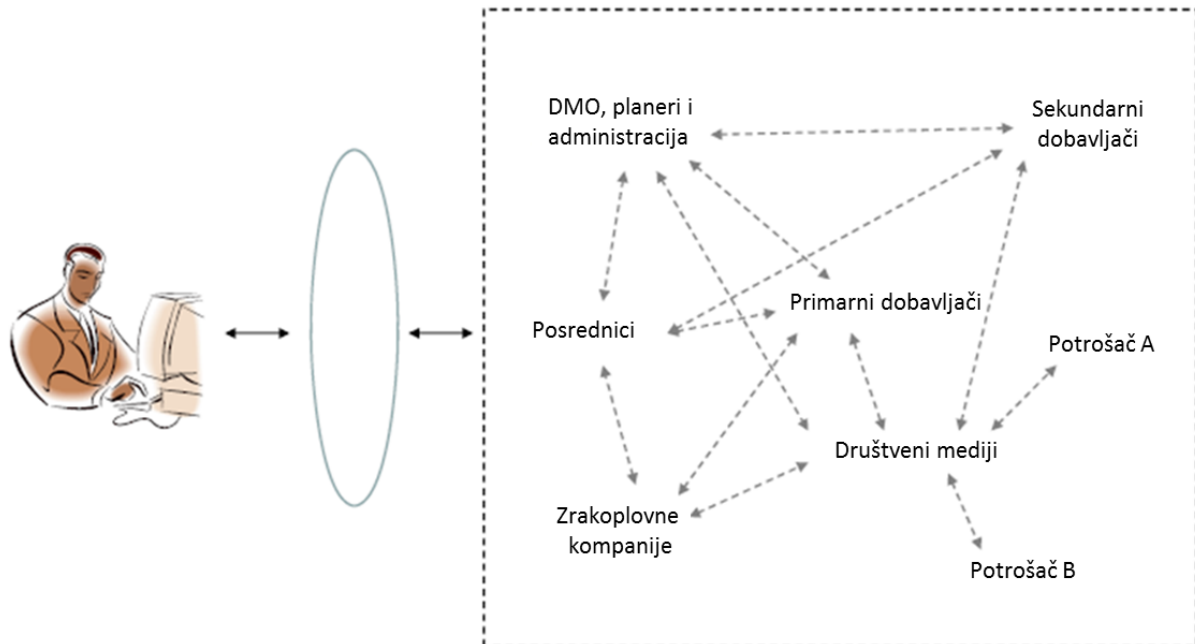 DMO, planeri i
administracija
Sekundarni
dobavljači
Primarni dobavljači
Posrednici
Potrošač A
Društveni mediji
Zrakoplovne
kompanije
Potrošač B